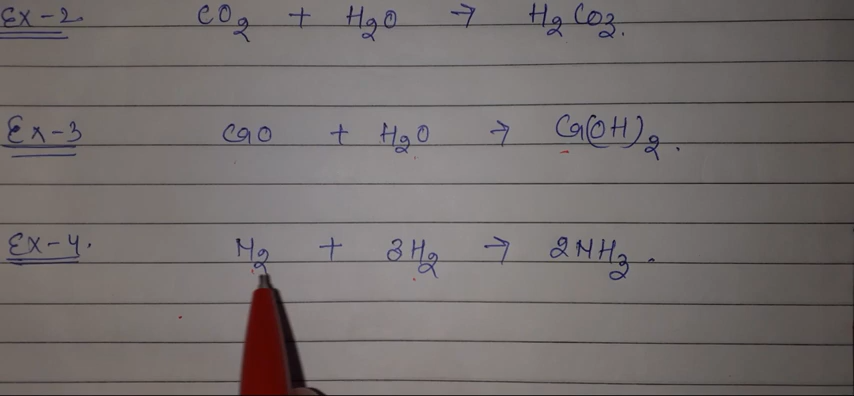 Ex-2. CO2 + H2O → H2CO3.
Ex-3 CaO + H2O → Ca(OH)2.
Ex-4. N2 + 3H2 → 2NH3.